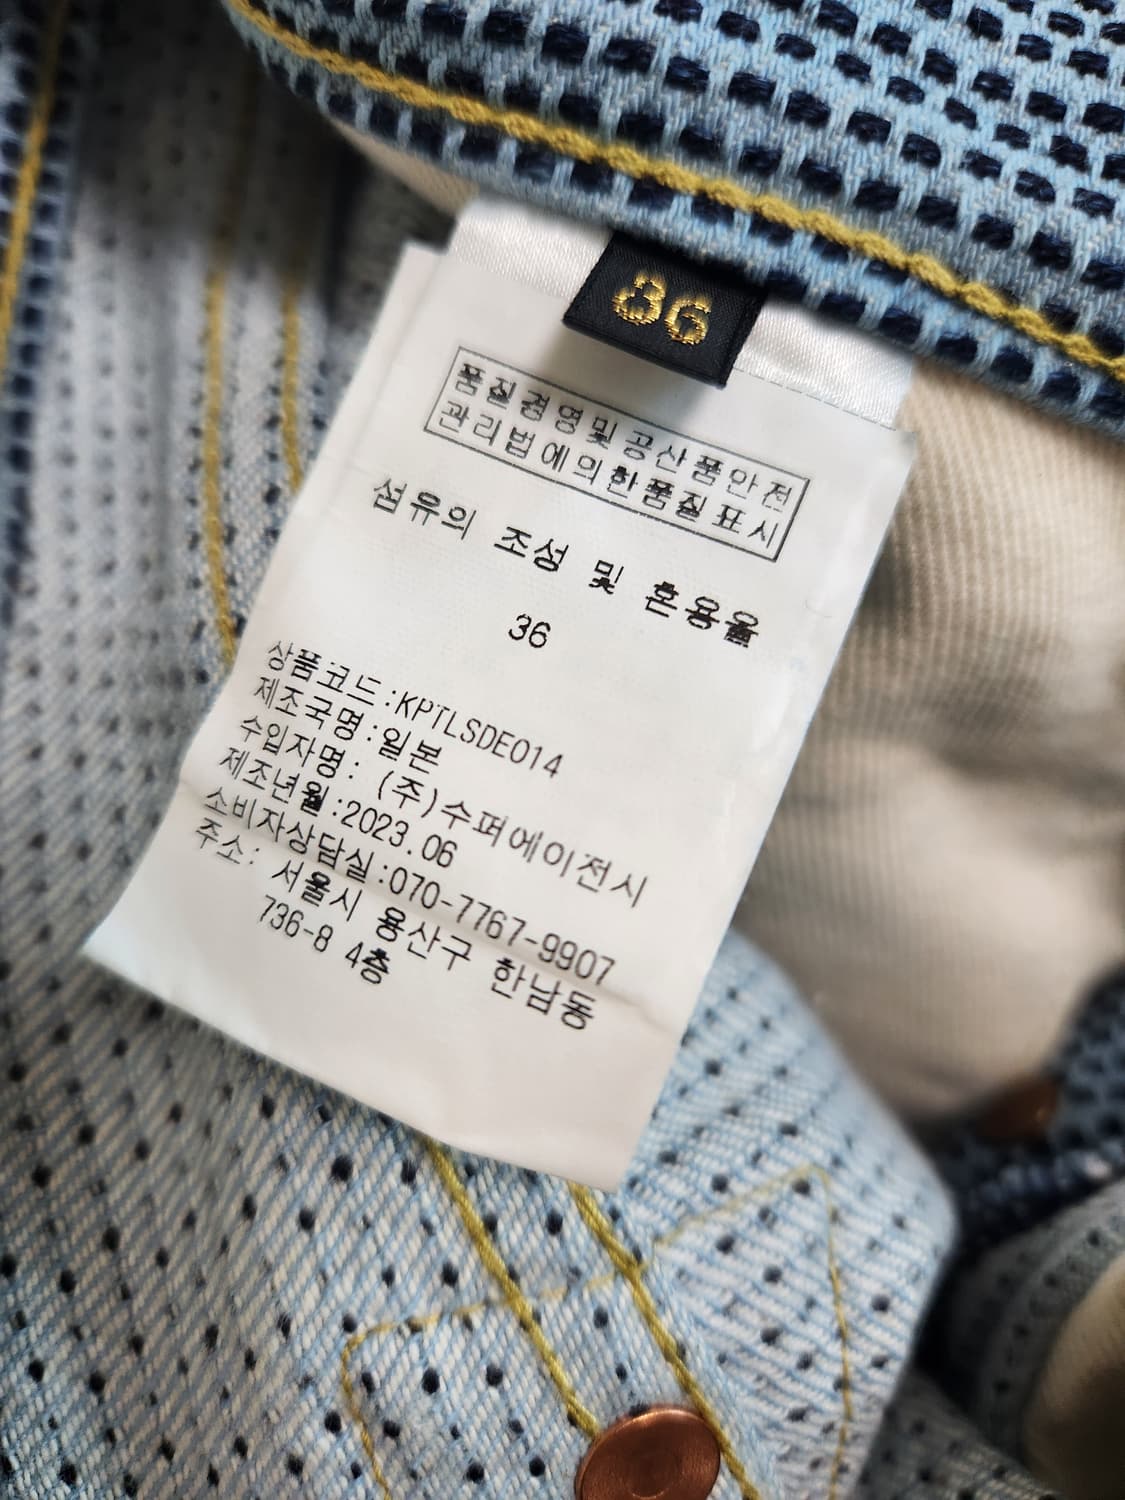 36
품질경영및공산품안전
관리법에의한품질표시
섬유의 조성 및 혼용율
36
상품코드:KPTLSDE014
제조국명:일본
수입자명: (주)수퍼에이전시
제조년월:2023.06
소비자상담실:070-7767-9907
주소: 서울시 용산구 한남동
736-8 4층